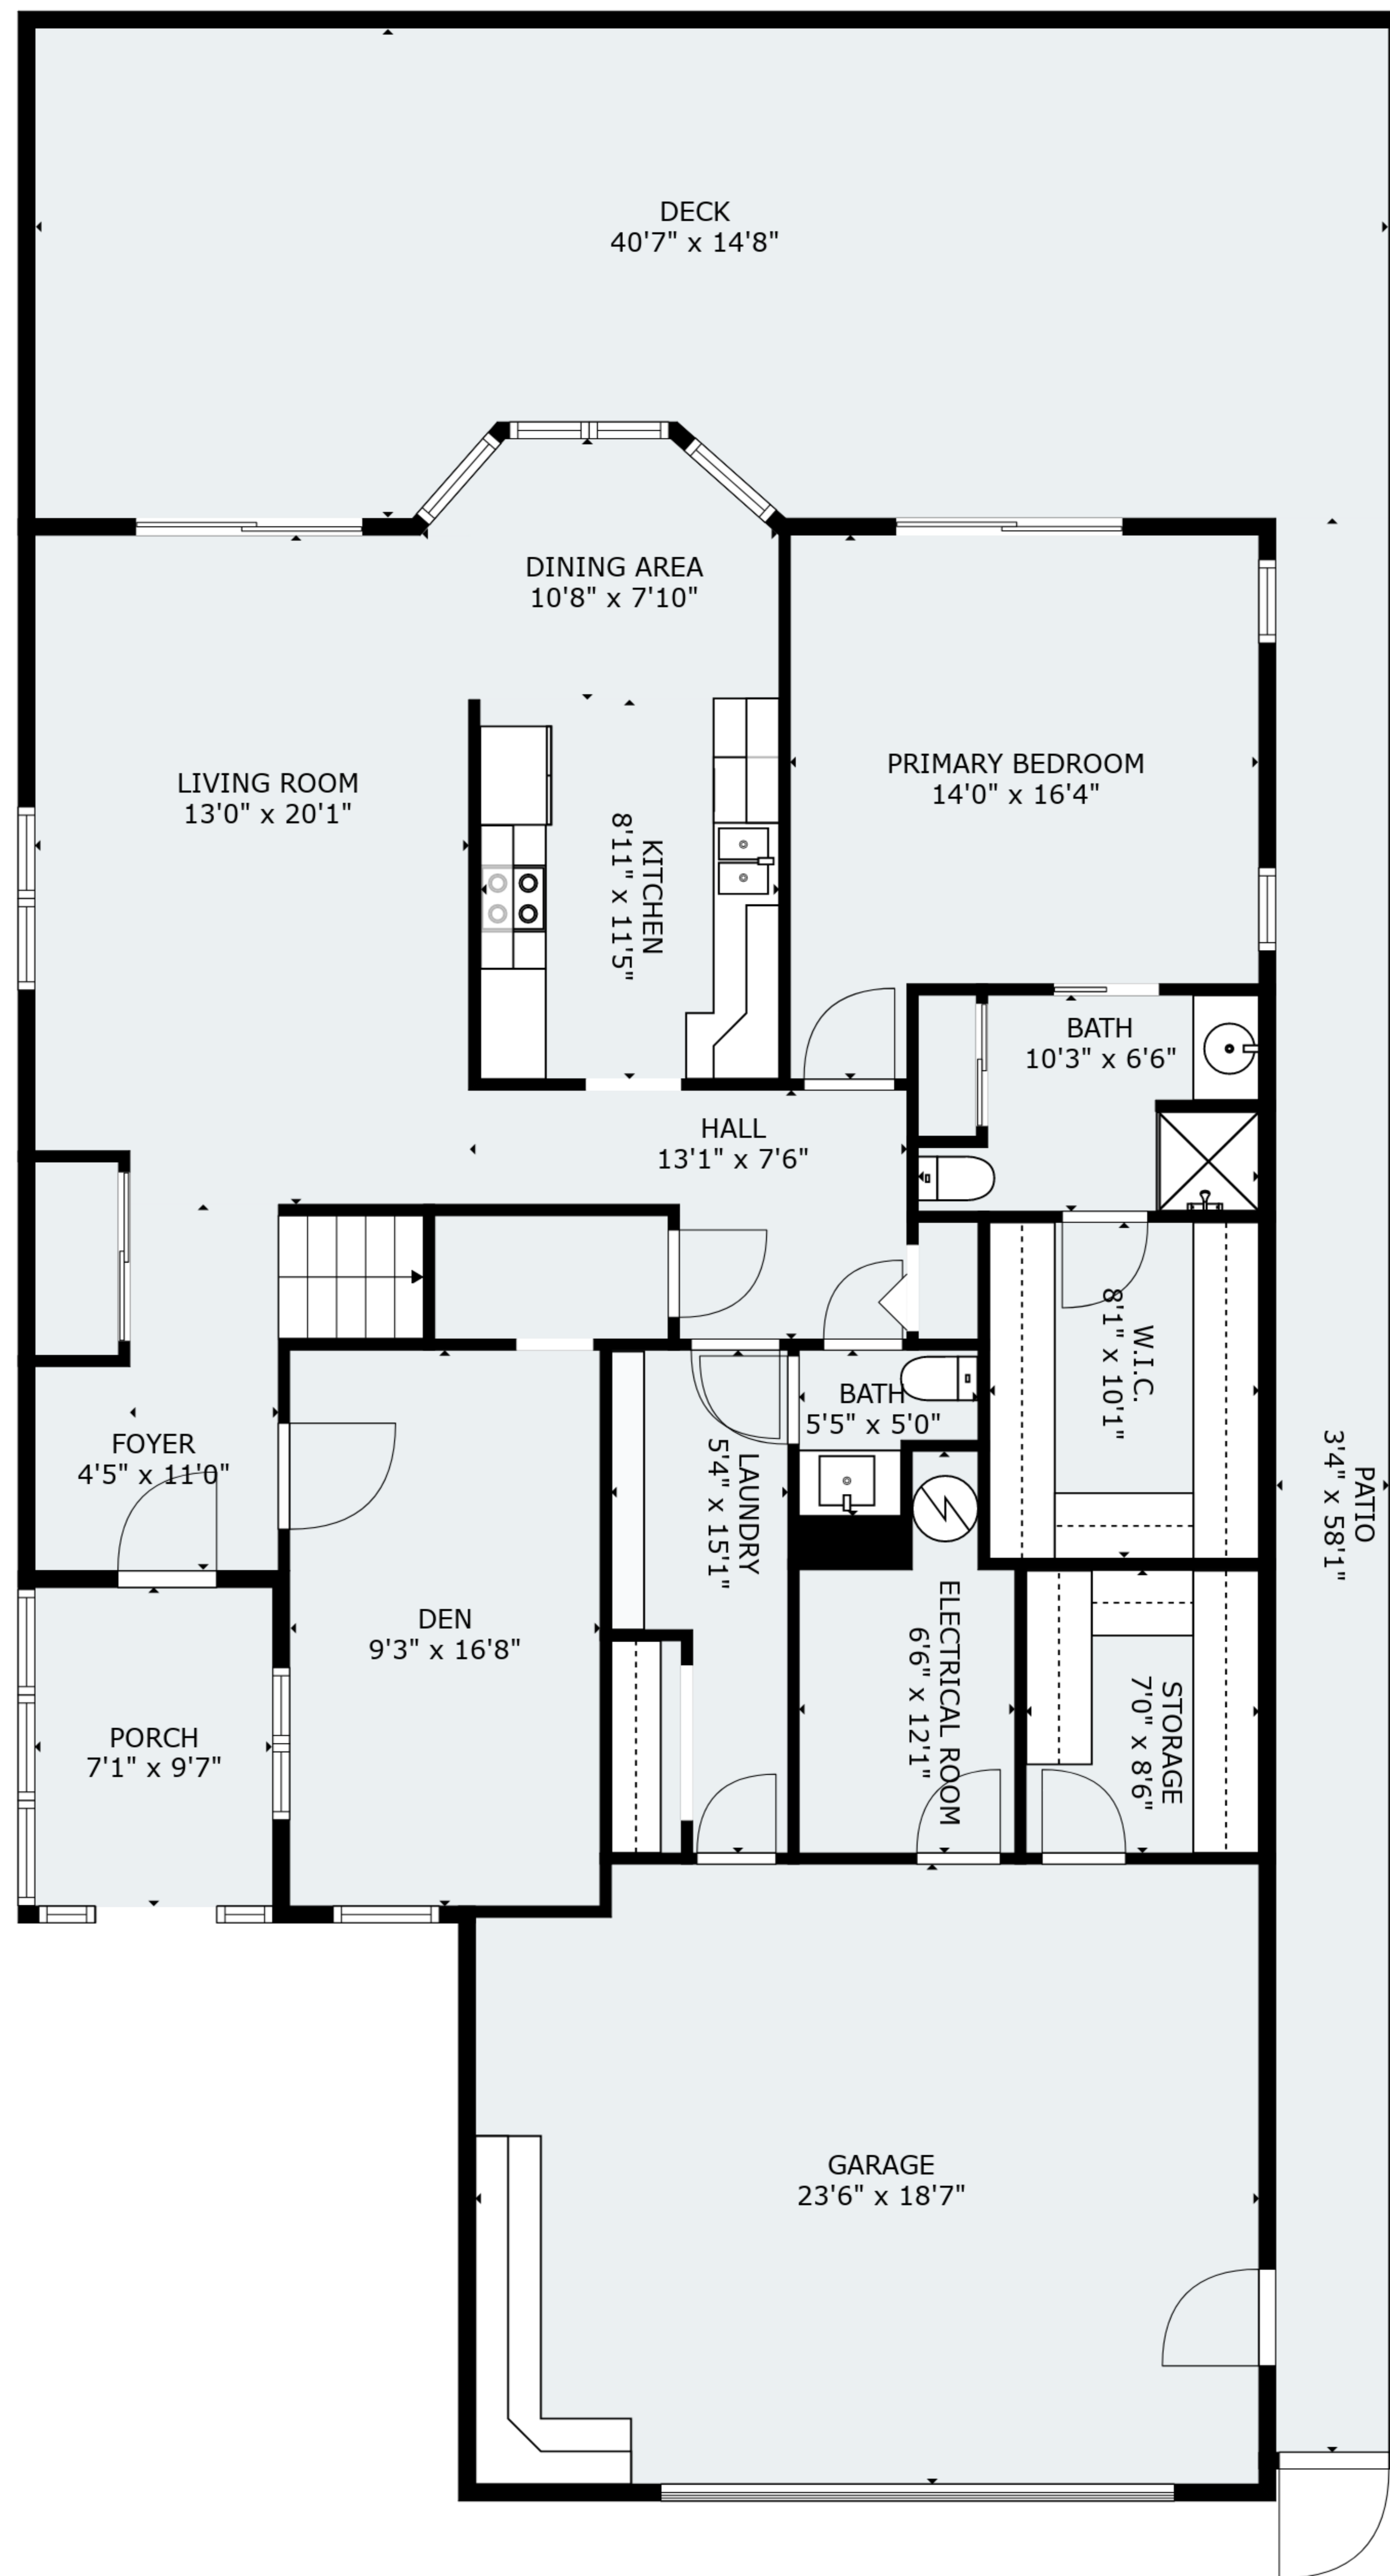 DECK
40'7" x 14'8"
DINING AREA
10'8" x 7'10"
LIVING ROOM
13'0" x 20'1"
PRIMARY BEDROOM
14'0" x 16'4"
KITCHEN
8'11" x 11'5"
BATH
10'3" x 6'6"
HALL
13'1" x 7'6"
W.I.C.
8'1" x 10'1"
BATH
5'5" x 5'0"
FOYER
4'5" x 11'0"
LAUNDRY
5'4" x 15'1"
PATIO
3'4" x 58'1"
DEN
9'3" x 16'8"
ELECTRICAL ROOM
6'6" x 12'1"
STORAGE
7'0" x 8'6"
PORCH
7'1" x 9'7"
GARAGE
23'6" x 18'7"